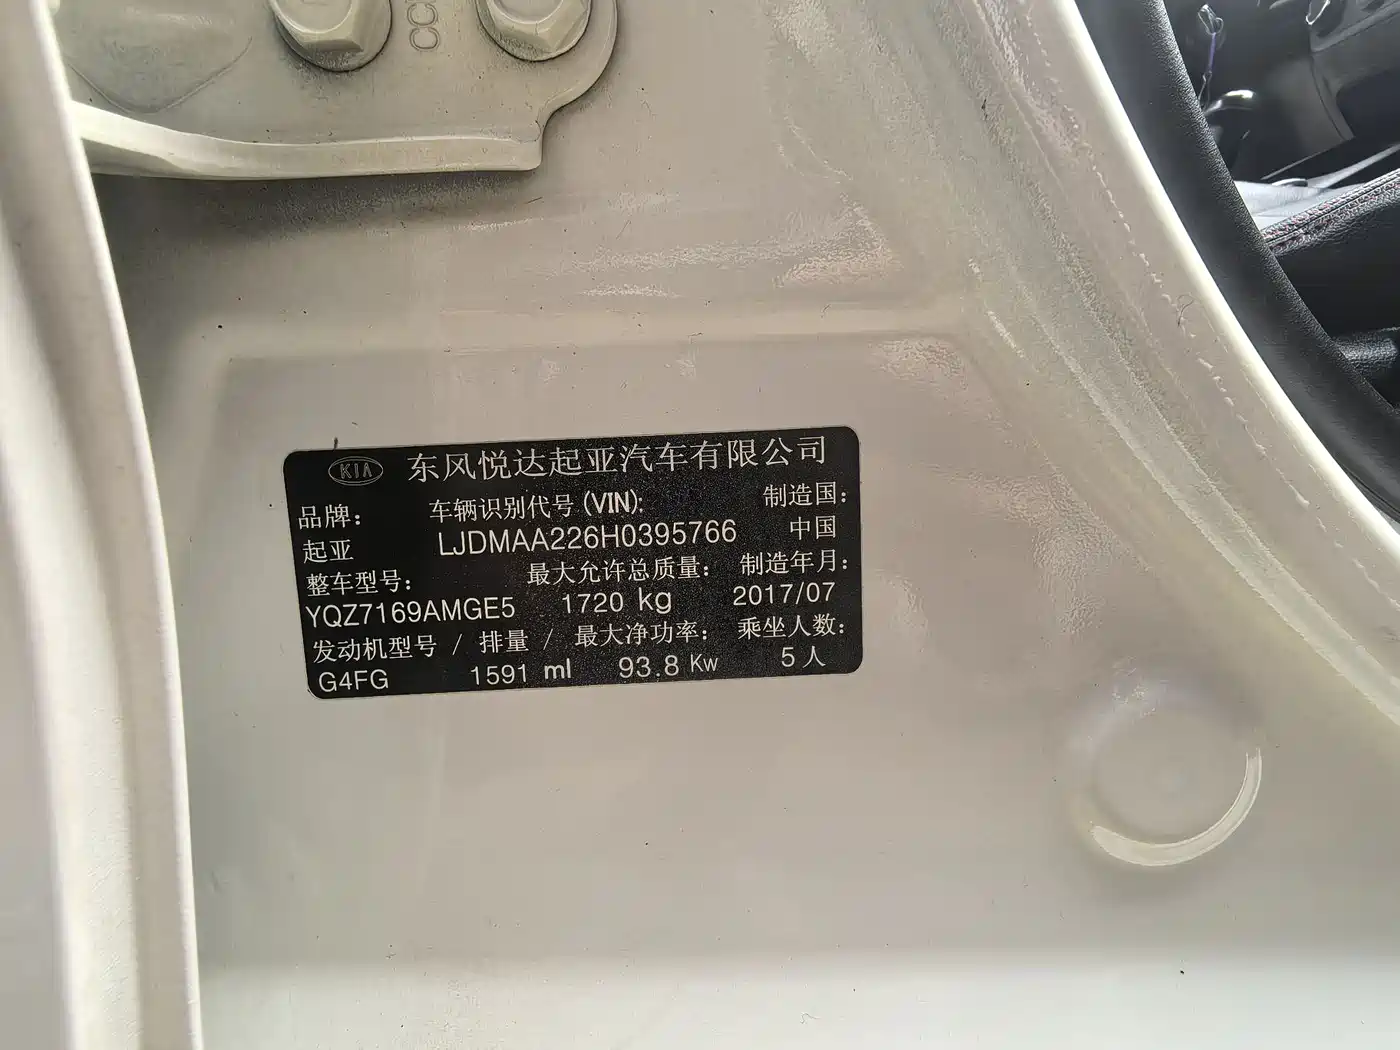 CC
KIA 东风悦达起亚汽车有限公司
品牌: 车辆识别代号(VIN): 制造国:
起亚 LJDMAA226H0395766 中国
整车型号: 最大允许总质量: 制造年月:
YQZ7169AMGE5 1720 kg 2017/07
发动机型号 / 排量 / 最大净功率: 乘坐人数:
G4FG 1591 ml 93.8 Kw 5人